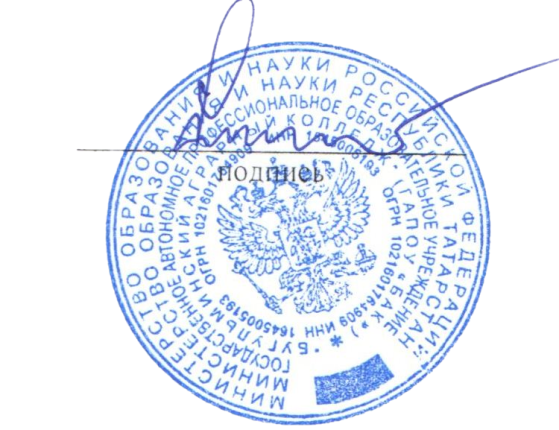 МИНИСТЕРСТВО ОБРАЗОВАНИЯ И НАУКИ РОССИЙСКОЙ ФЕДЕРАЦИИ
МИНИСТЕРСТВО ОБРАЗОВАНИЯ И НАУКИ РЕСПУБЛИКИ ТАТАРСТАН
ГОСУДАРСТВЕННОЕ АВТОНОМНОЕ ПРОФЕССИОНАЛЬНОЕ ОБРАЗОВАТЕЛЬНОЕ УЧРЕЖДЕНИЕ
"БУГУЛЬМИНСКИЙ АГРАРНЫЙ КОЛЛЕДЖ" (ГАПОУ «БАК») *
ОГРН 1021601763909 ИНН 1645005193
подпись